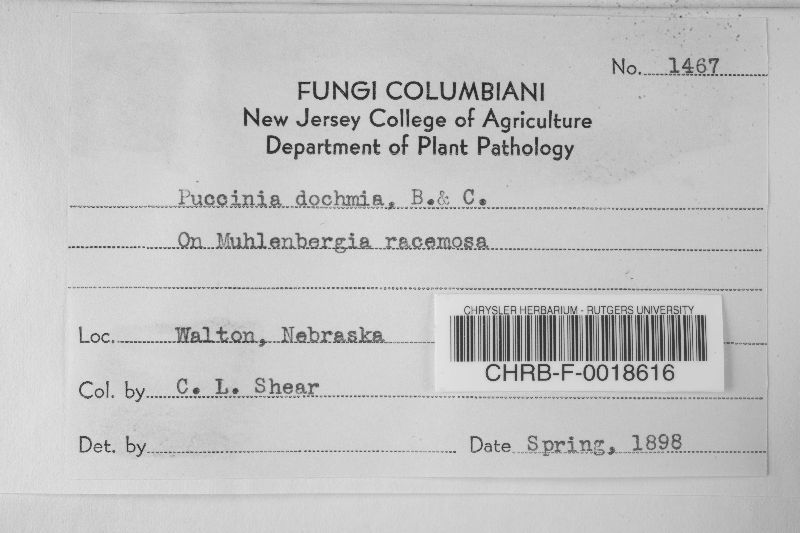 No. 1467
FUNGI COLUMBIANI
New Jersey College of Agriculture
Department of Plant Pathology
Puccinia dochmia, B.& C.
On Muhlenbergia racemosa
CHRYSLER HERBARIUM - RUTGERS UNIVERSITY
Loc. Walton, Nebraska
CHRB-F-0018616
Col. by C. L. Shear
Det. by
Date Spring, 1898